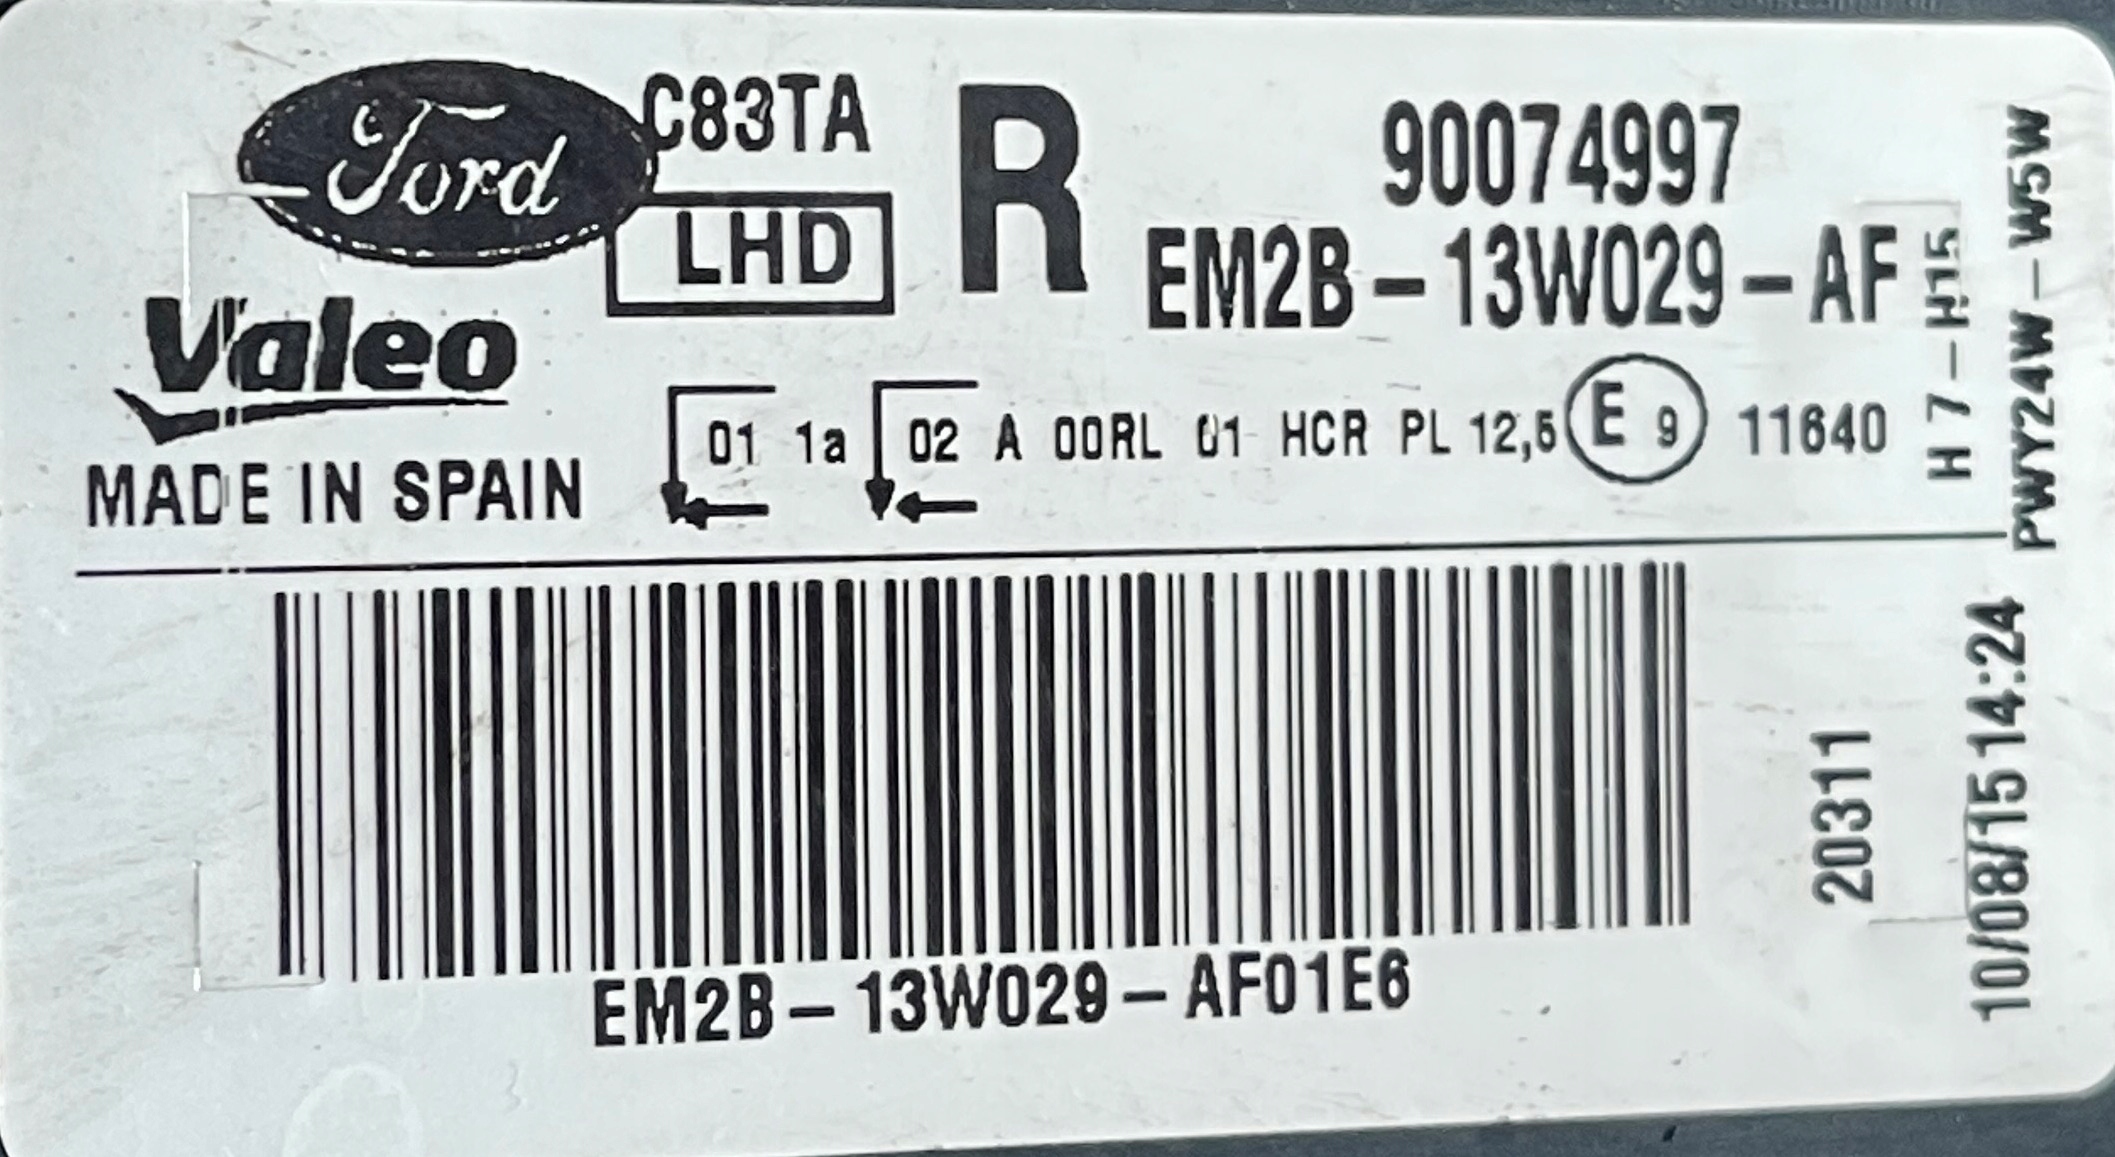 Ford
C83TA
LHD
R
90074997
EM2B-13W029-AF
Valeo
MADE IN SPAIN
01 1a 02 A 00RL 01 HCR PL 12,5 E 9 11640
H7-H15
PWY24W-W5W
EM2B-13W029-AF01E6
20311
10/08/15 14:24